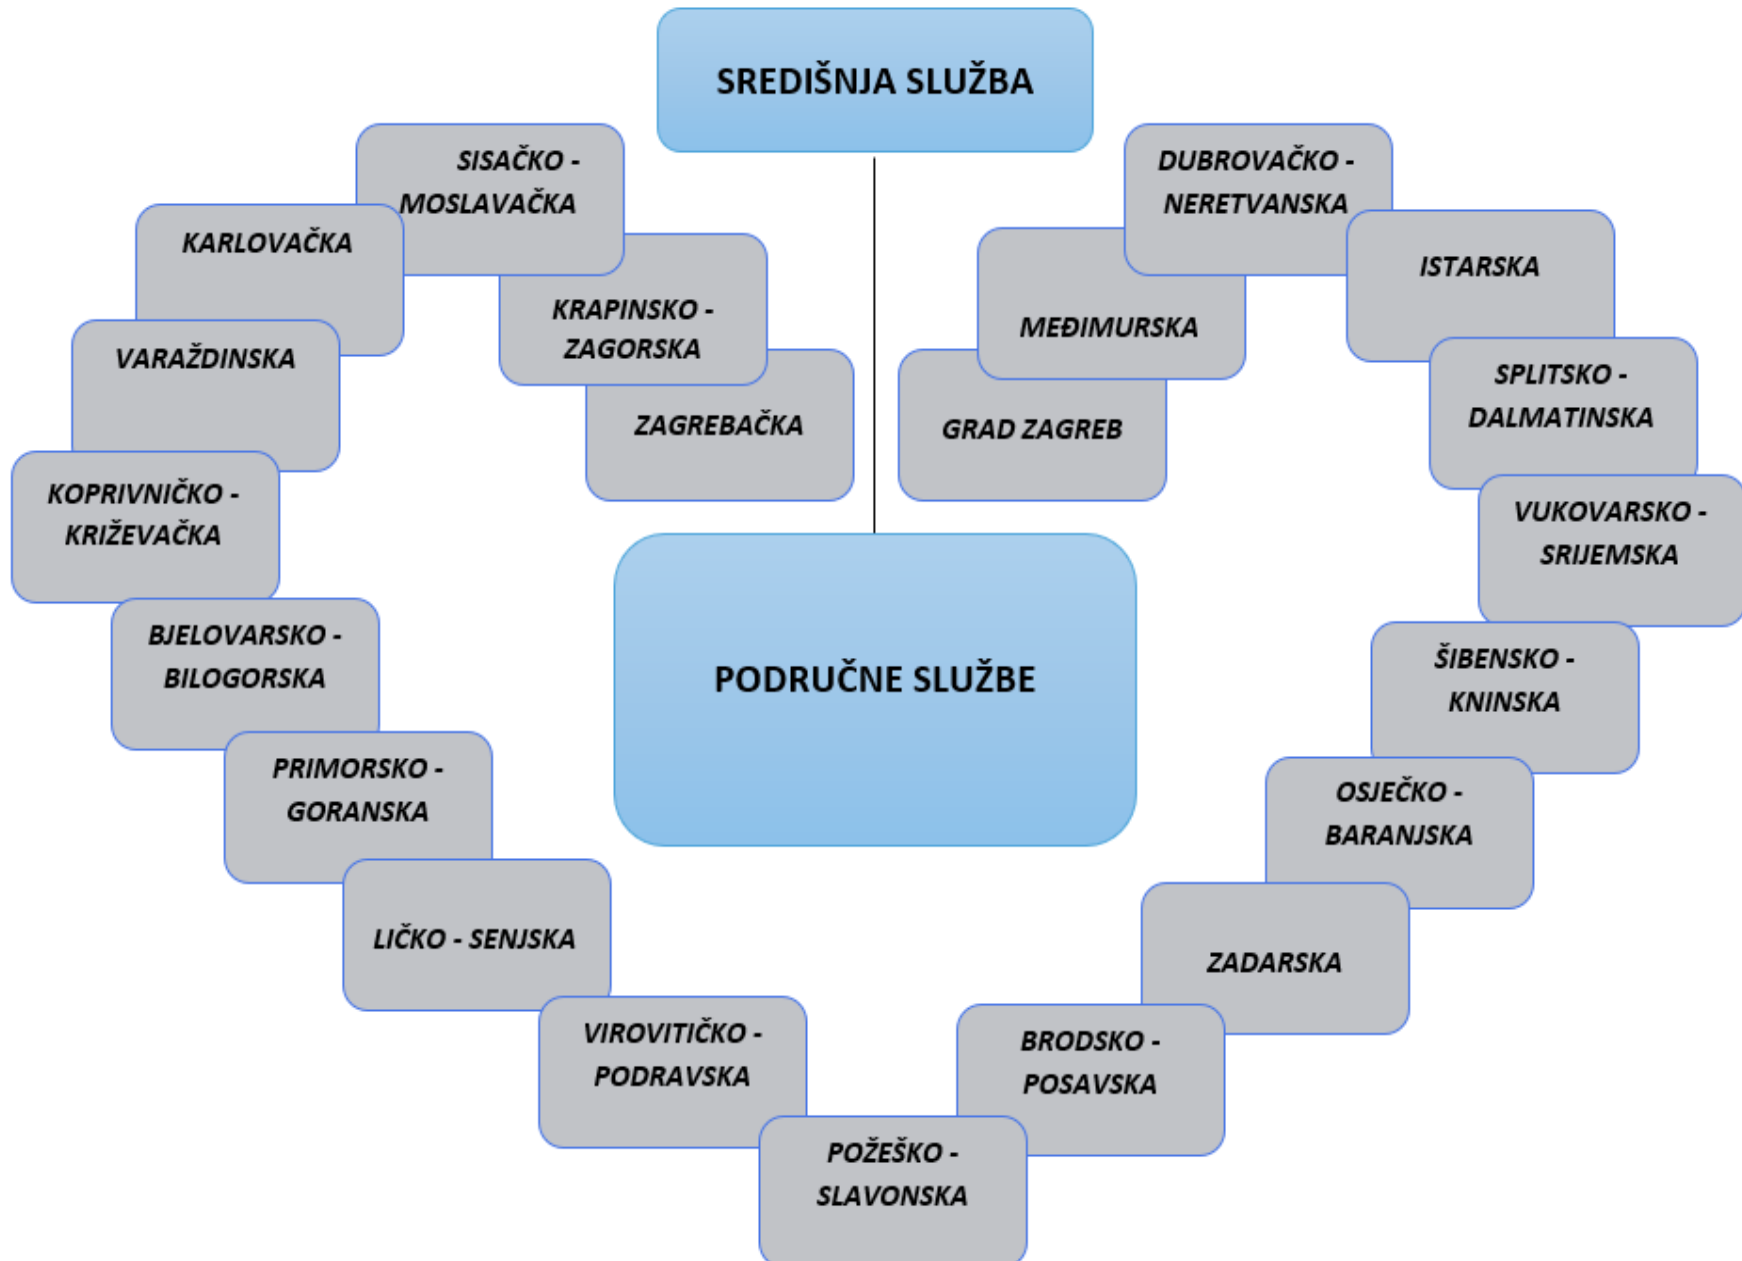 SREDIŠNJA SLUŽBA
SISAČKO -
MOSLAVAČKA
DUBROVAČKO -
NERETVANSKA
KARLOVAČKA
ISTARSKA
KRAPINSKO -
ZAGORSKA
MEĐIMURSKA
VARAŽDINSKA
SPLITSKO -
DALMATINSKA
ZAGREBAČKA
GRAD ZAGREB
KOPRIVNIČKO -
KRIŽEVAČKA
VUKOVARSKO -
SRIJEMSKA
BJELOVARSKO -
BILOGORSKA
PODRUČNE SLUŽBE
ŠIBENSKO -
KNINSKA
PRIMORSKO -
GORANSKA
OSJEČKO -
BARANJSKA
LIČKO - SENJSKA
ZADARSKA
VIROVITIČKO -
PODRAVSKA
BRODSKO -
POSAVSKA
POŽEŠKO -
SLAVONSKA